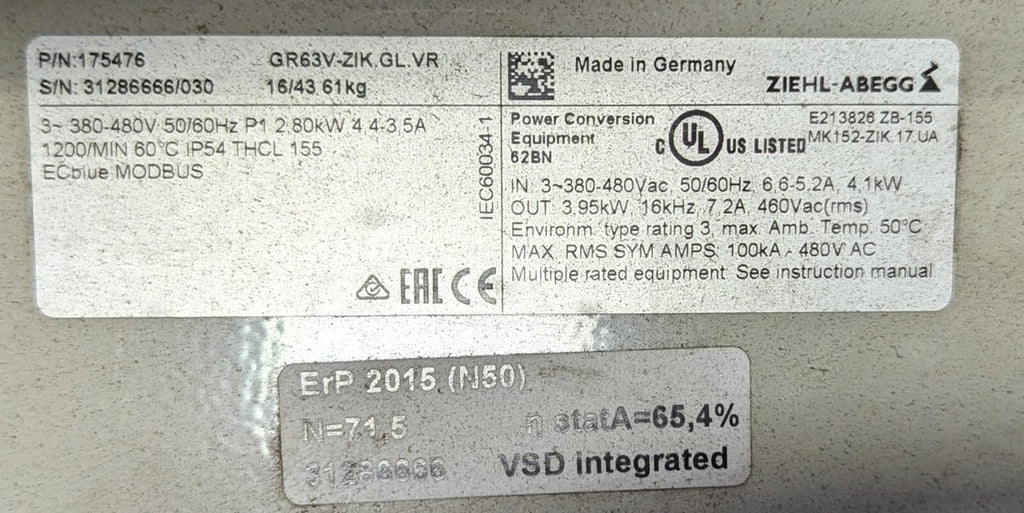 P/N:175476 GR63V-ZIK.GL.VR
S/N: 31286666/030 16/43 61kg
3~ 380-480V 50/60Hz P1 2,80kW 4,4-3,5A
1200/MIN 60°C IP54 THCL 155
ECblue MODBUS
IEC60034-1
EAC CE
Made in Germany
ZIEHL-ABEGG
Power Conversion
Equipment
62BN
C UL US LISTED
E213826 ZB-155
MK152-ZIK.17.UA
IN: 3~380-480Vac, 50/60Hz, 6,6-5,2A, 4,1kW
OUT: 3,95kW, 16kHz, 7,2A, 460Vac(rms)
Environm. type rating 3, max. Amb. Temp. 50°C
MAX. RMS SYM AMPS. 100kA - 480V AC
Multiple rated equipment. See instruction manual
ErP 2015 (N50)
N=71,5 η statA=65,4%
31286666 VSD integrated